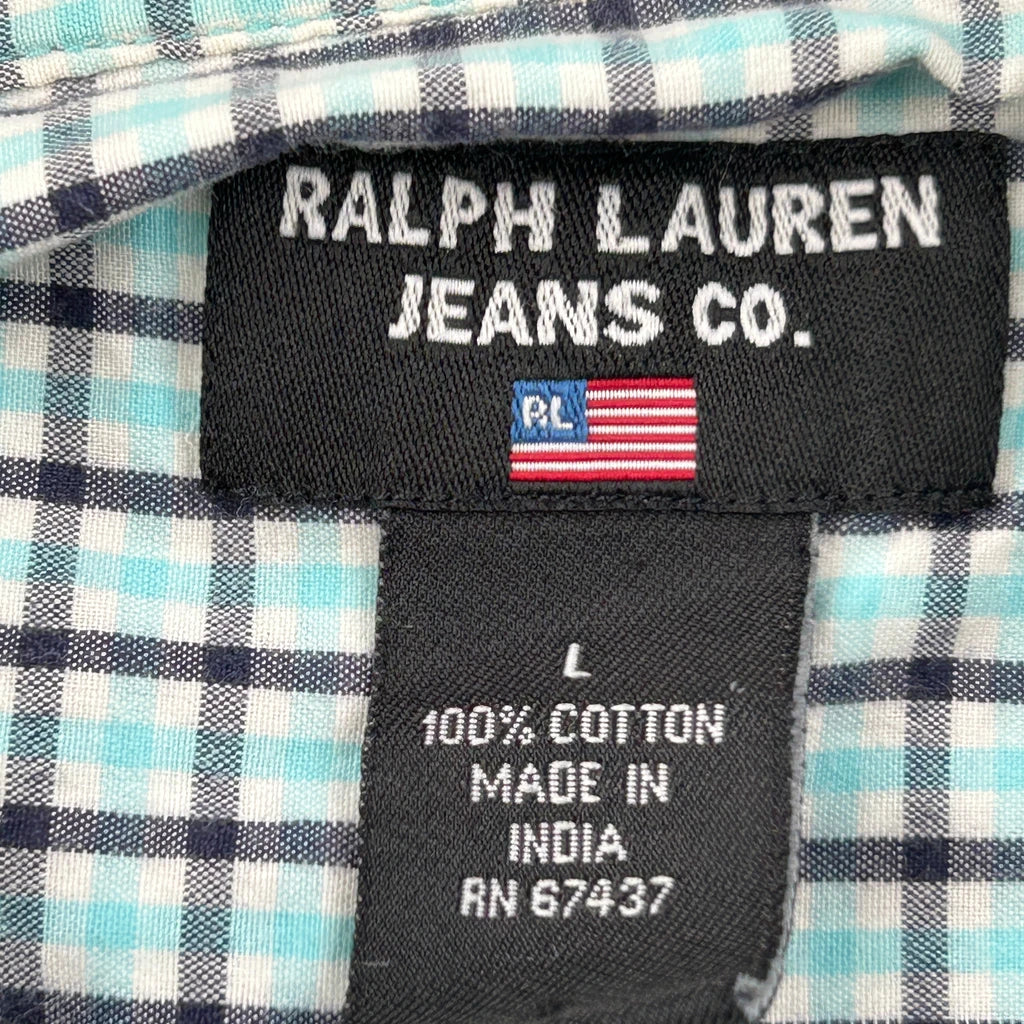 RALPH LAUREN
JEANS CO.
RL
L
100% COTTON
MADE IN
INDIA
RN 67437